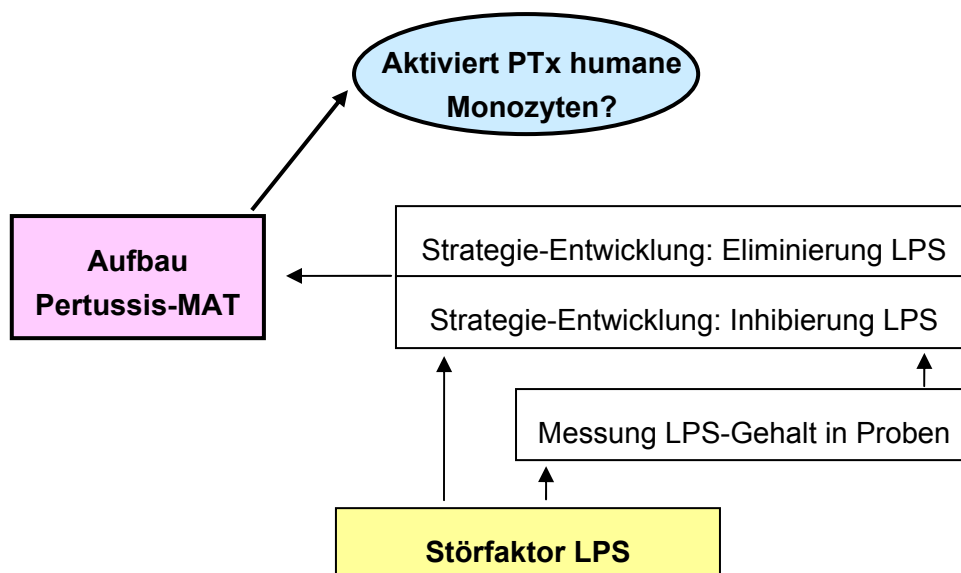 Aktiviert PTx humane
Monozyten?
Aufbau
Pertussis-MAT
Strategie-Entwicklung: Eliminierung LPS
Strategie-Entwicklung: Inhibierung LPS
Messung LPS-Gehalt in Proben
Störfaktor LPS